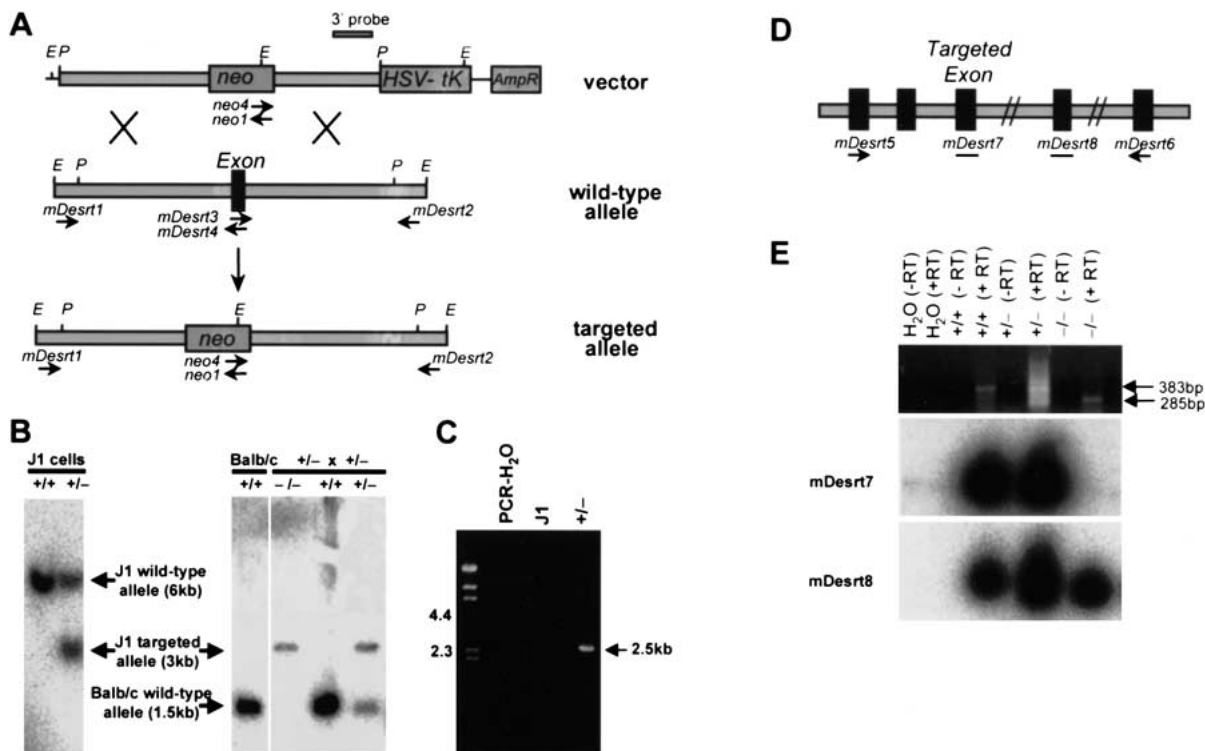 A
3´ probe
E P
E
P
E
neo
HSV- tK
AmpR
vector
neo4
neo1
Exon
E
P
P
E
wild-type
allele
mDesrt1
mDesrt3
mDesrt4
mDesrt2
E
P
E
P
E
neo
targeted
allele
mDesrt1
neo4
neo1
mDesrt2
B
J1 cells
+/+ +/−
Balb/c +/− x +/−
+/+ − /− +/+ +/−
J1 wild-type
allele (6kb)
J1 targeted
allele (3kb)
Balb/c wild-type
allele (1.5kb)
C
PCR-H2O
J1
+/−
4.4
2.3
2.5kb
D
Targeted
Exon
mDesrt5
mDesrt7
mDesrt8
mDesrt6
E
H2O (-RT)
H2O (+RT)
+/+ (- RT)
+/+ (+ RT)
+/− (-RT)
+/− (+RT)
−/− (- RT)
−/− (+ RT)
383bp
285bp
mDesrt7
mDesrt8